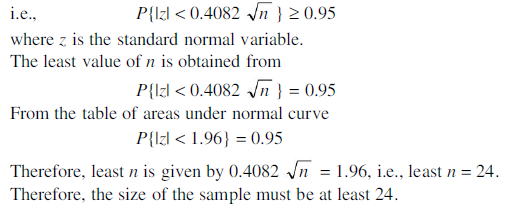 i.e., P{|z| < 0.4082 √n } ≥ 0.95
where z is the standard normal variable.
The least value of n is obtained from
P{|z| < 0.4082 √n } = 0.95
From the table of areas under normal curve
P{|z| < 1.96} = 0.95
Therefore, least n is given by 0.4082 √n = 1.96, i.e., least n = 24.
Therefore, the size of the sample must be at least 24.